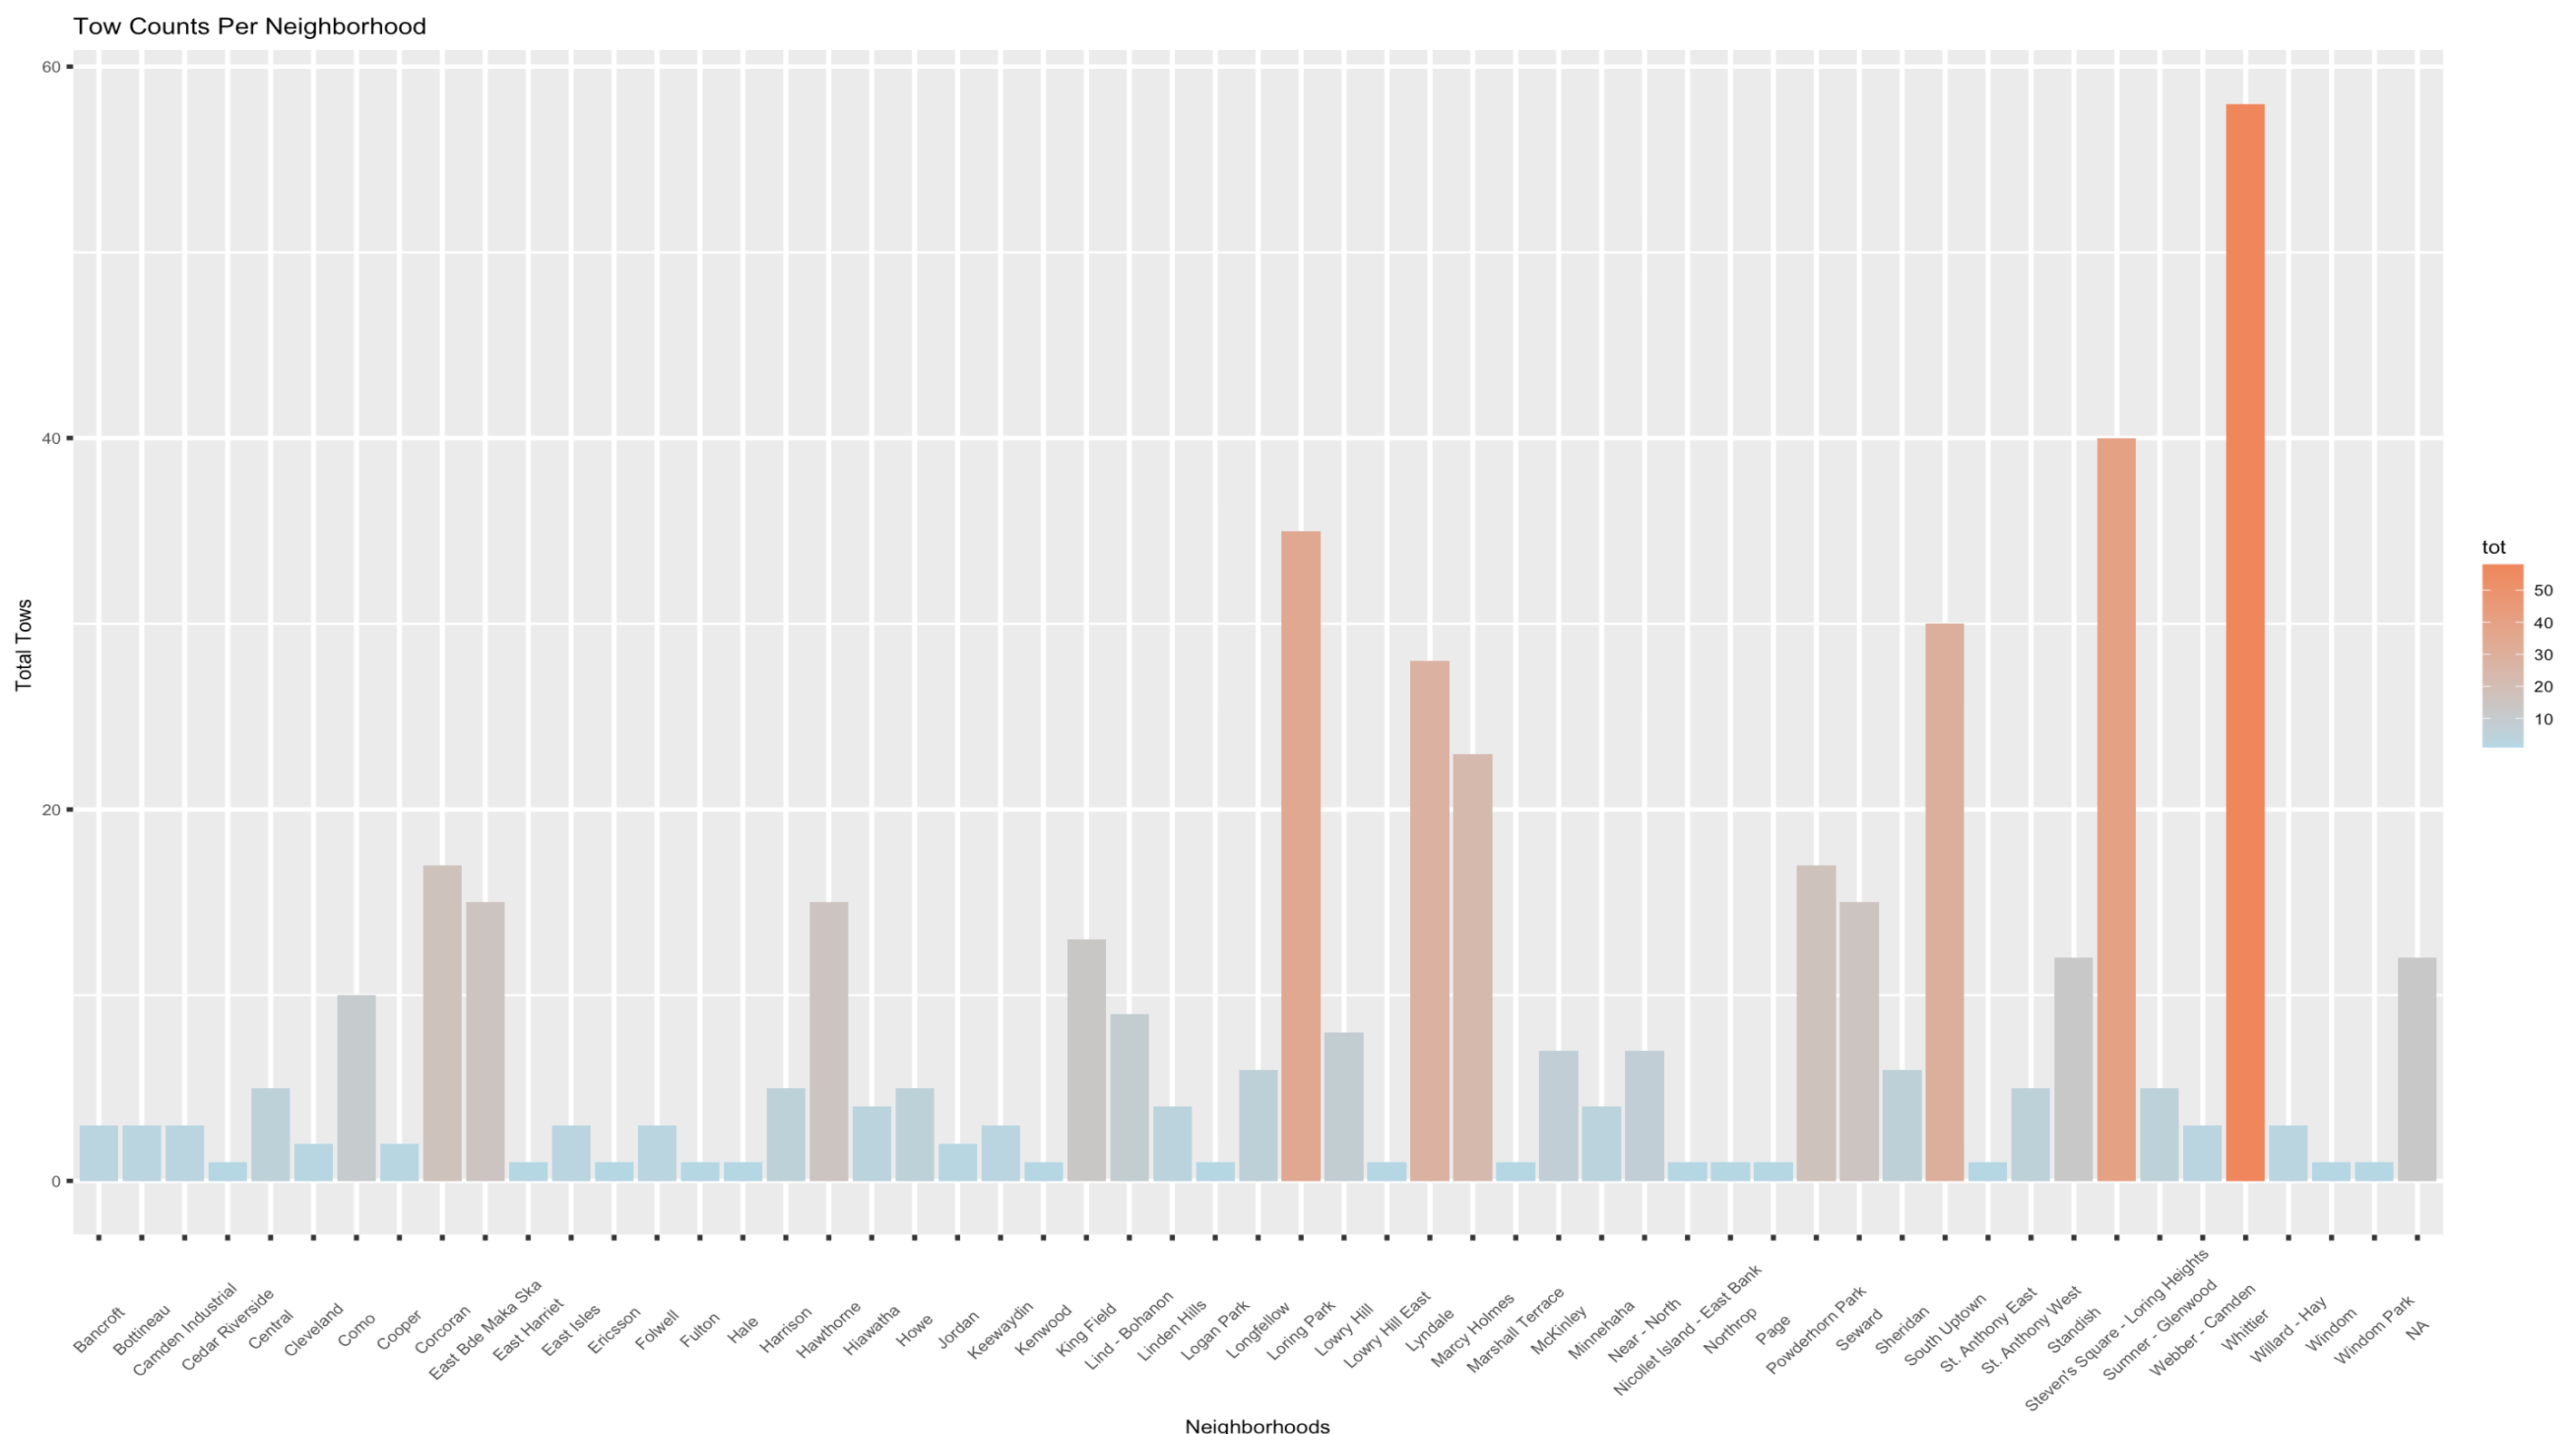 Tow Counts Per Neighborhood
60
40
20
0
Total Tows
tot
50
40
30
20
10
Bancroft
Bottineau
Camden Industrial
Cedar Riverside
Central
Cleveland
Como
Cooper
Corcoran
East Bde Maka Ska
East Harriet
East Isles
Ericsson
Folwell
Fulton
Hale
Harrison
Hawthorne
Hiawatha
Howe
Jordan
Keewaydin
Kenwood
King Field
Lind - Bohanon
Linden Hills
Logan Park
Longfellow
Loring Park
Lowry Hill
Lowry Hill East
Lyndale
Marcy Holmes
Marshall Terrace
McKinley
Minnehaha
Near - North
Nicollet Island - East Bank
Northrop
Page
Powderhorn Park
Seward
Sheridan
South Uptown
St. Anthony East
St. Anthony West
Standish
Steven's Square - Loring Heights
Sumner - Glenwood
Webber - Camden
Whittier
Willard - Hay
Windom
Windom Park
NA
Neighborhoods